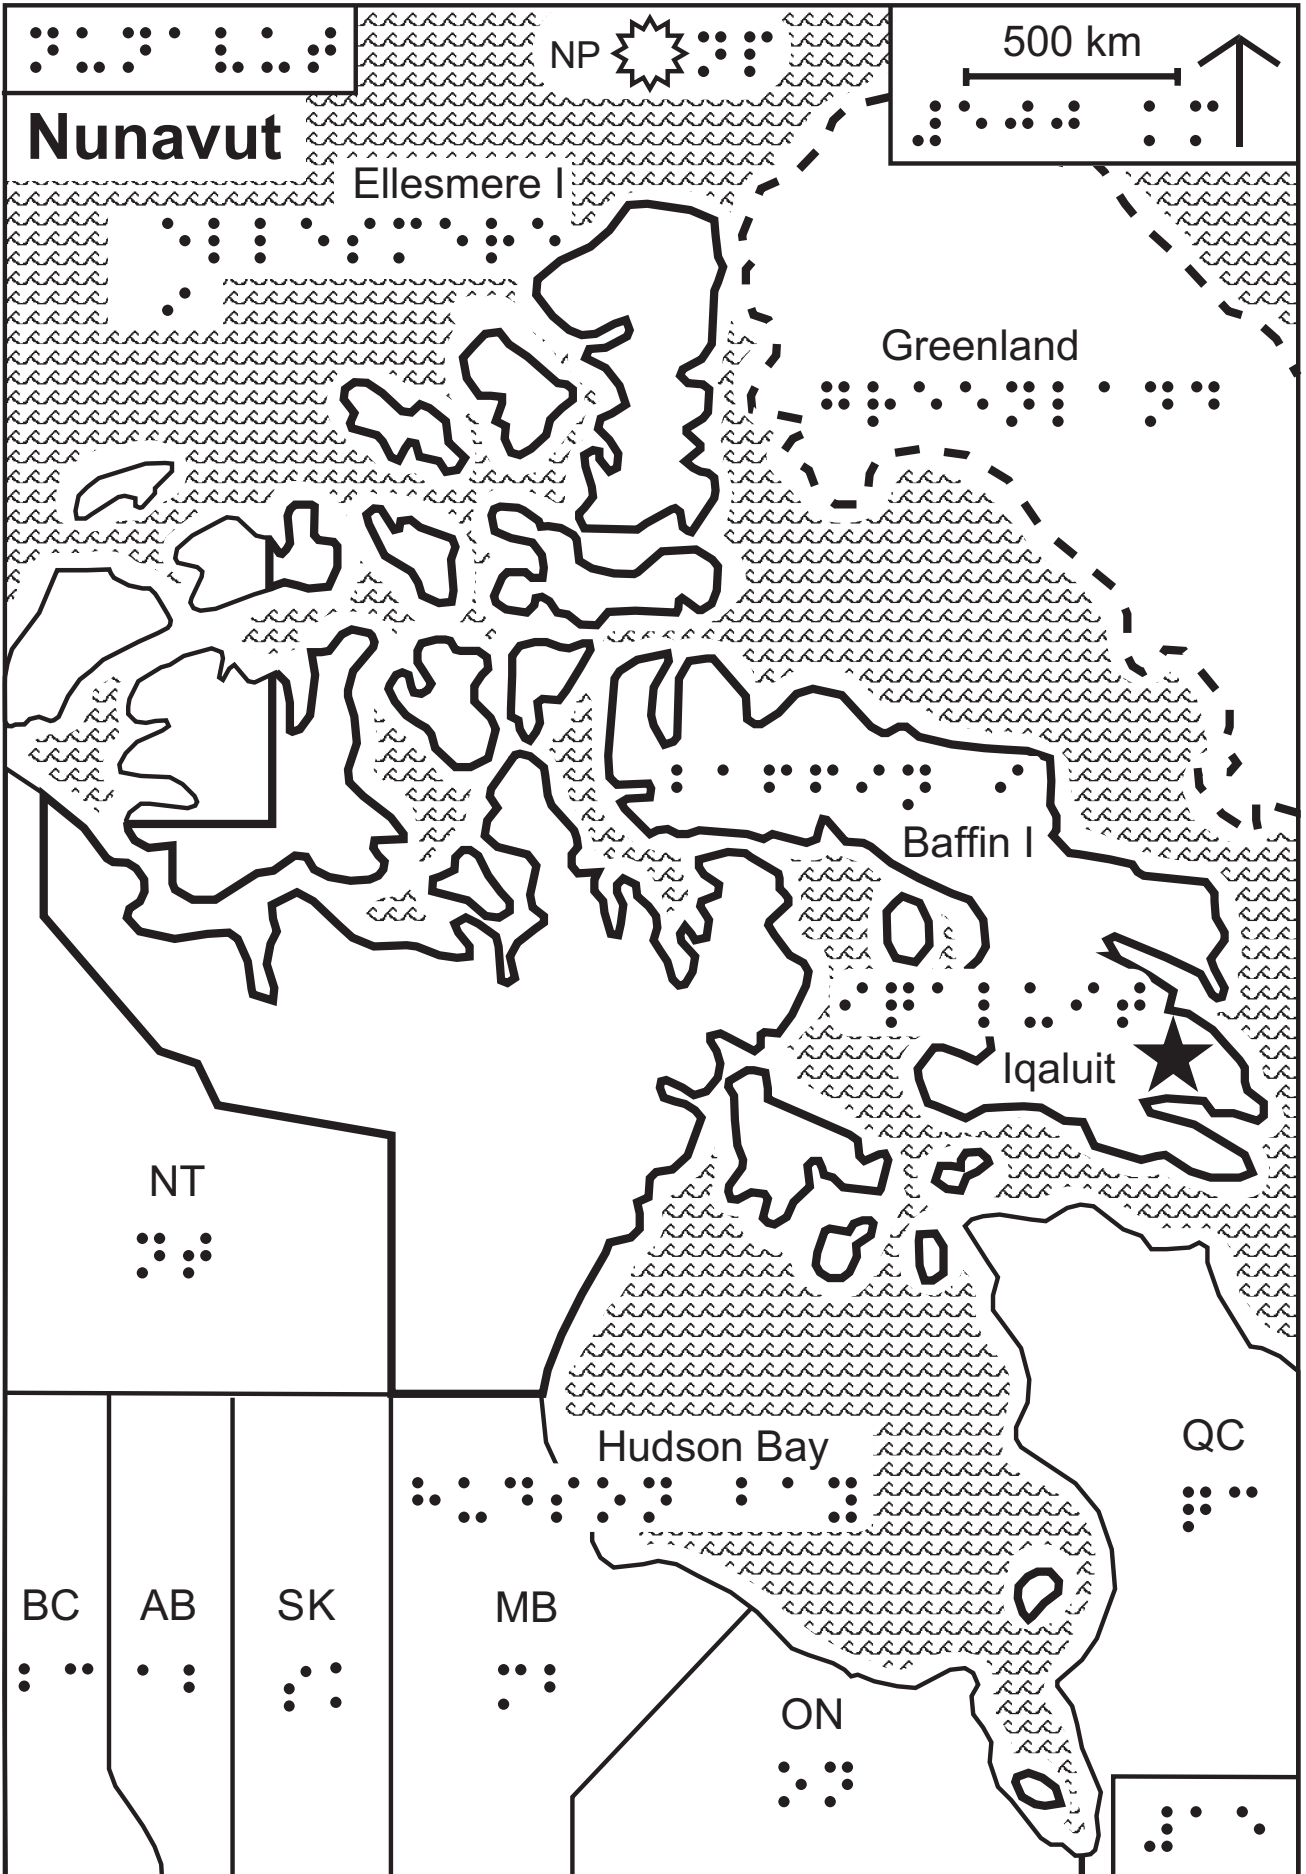 ⠝⠥⠝⠁⠧⠥⠞
NP ⠝⠏
500 km
⠼⠑⠚⠚ ⠅⠍
Nunavut
Ellesmere I
⠑⠇⠇⠑⠎⠍⠑⠗⠑
⠊
Greenland
⠛⠗⠑⠑⠝⠇⠁⠝⠙
⠃⠁⠋⠋⠊⠝ ⠊
Baffin I
⠊⠟⠁⠇⠥⠊⠞
Iqaluit
NT
⠝⠞
Hudson Bay
⠓⠥⠙⠎⠕⠝ ⠃⠁⠽
QC
⠟⠉
BC
⠃⠉
AB
⠁⠃
SK
⠎⠅
MB
⠍⠃
ON
⠕⠝
⠼⠁⠑